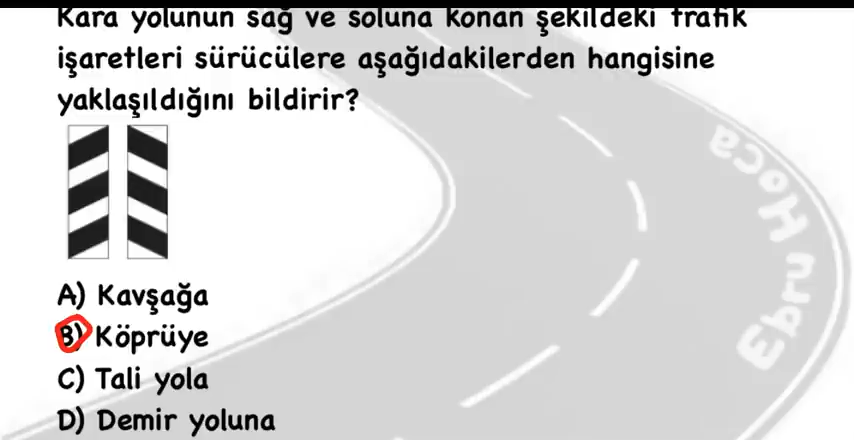 Kara yolunun sağ ve soluna konan şekildeki trafik
işaretleri sürücülere aşağıdakilerden hangisine
yaklaşıldığını bildirir?
A) Kavşağa
B) Köprüye
C) Tali yola
D) Demir yoluna
Ebru Hoca